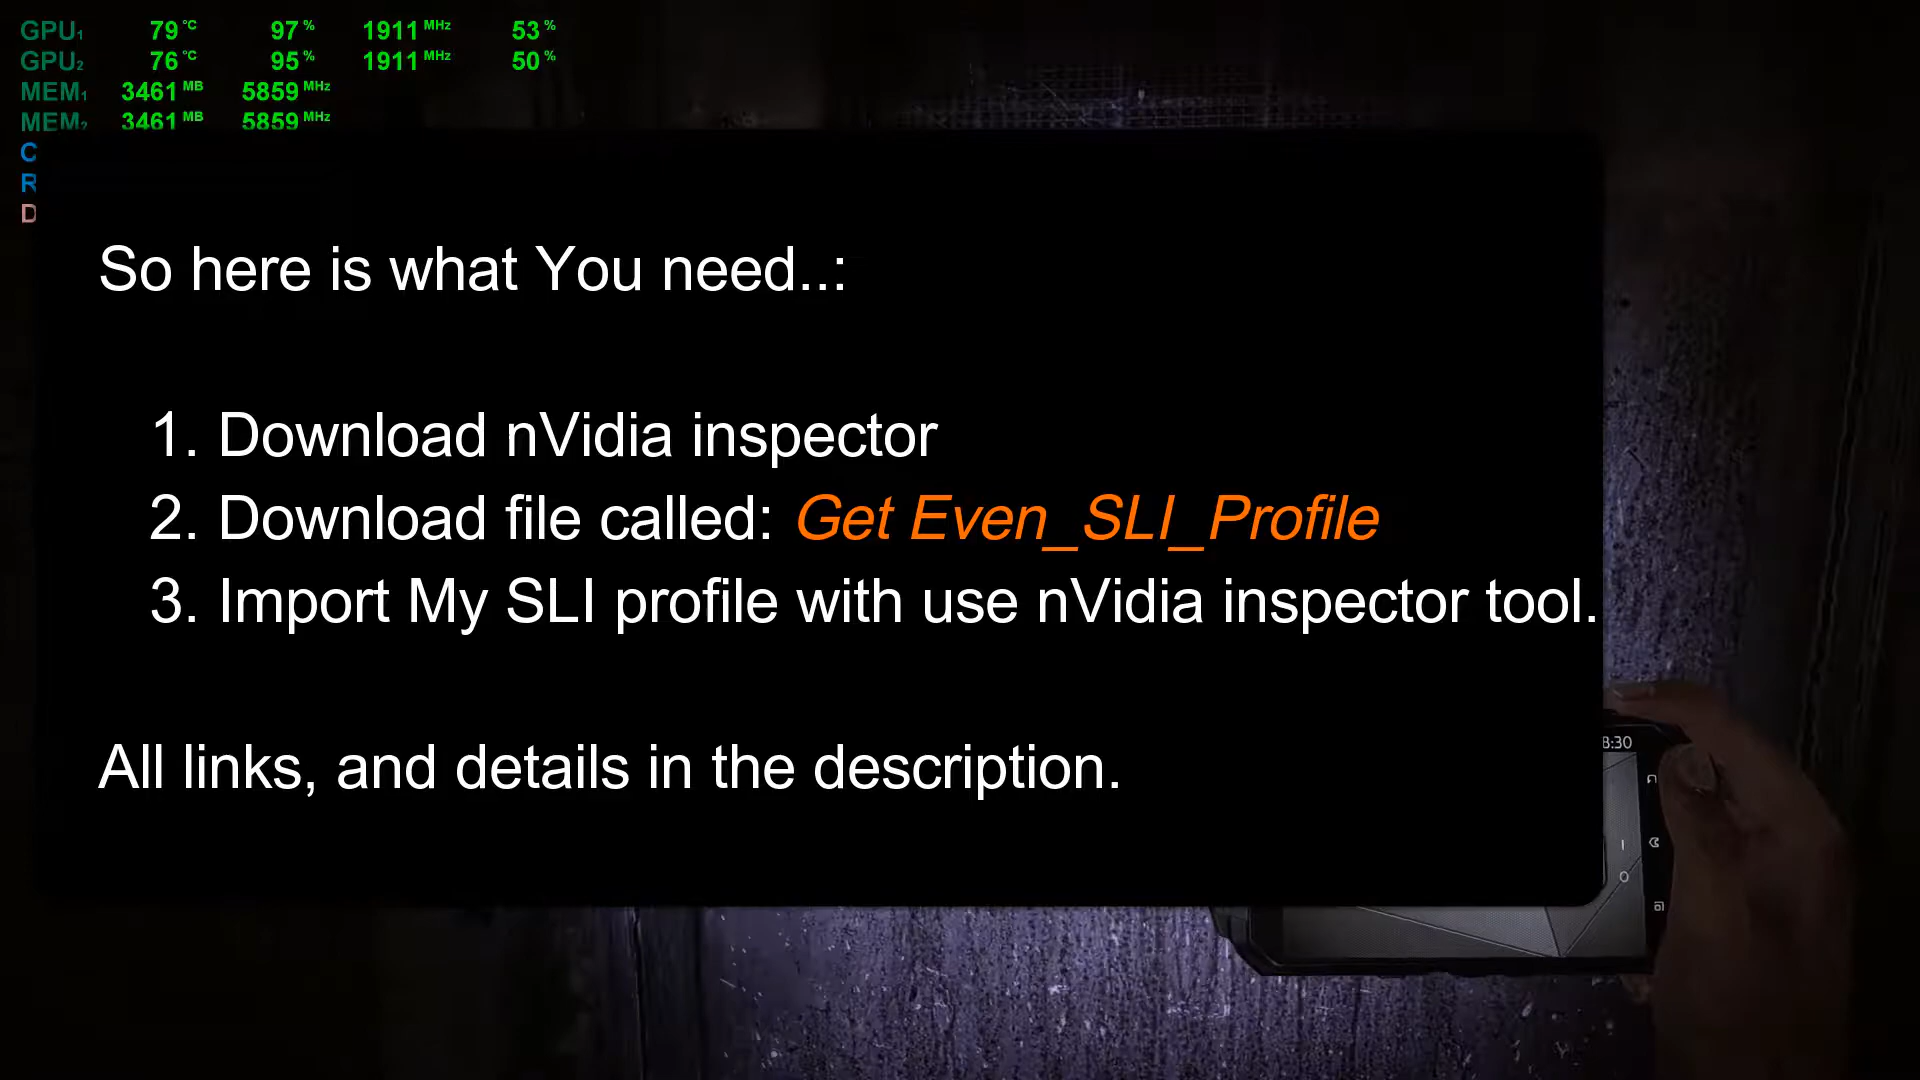 GPU1 79 °C 97 % 1911 MHz 53 %
GPU2 76 °C 95 % 1911 MHz 50 %
MEM1 3461 MB 5859 MHz
MEM2 3461 MB 5859 MHz
C
R
D
So here is what You need..:
1. Download nVidia inspector
2. Download file called: Get Even_SLI_Profile
3. Import My SLI profile with use nVidia inspector tool.
8:30
All links, and details in the description.